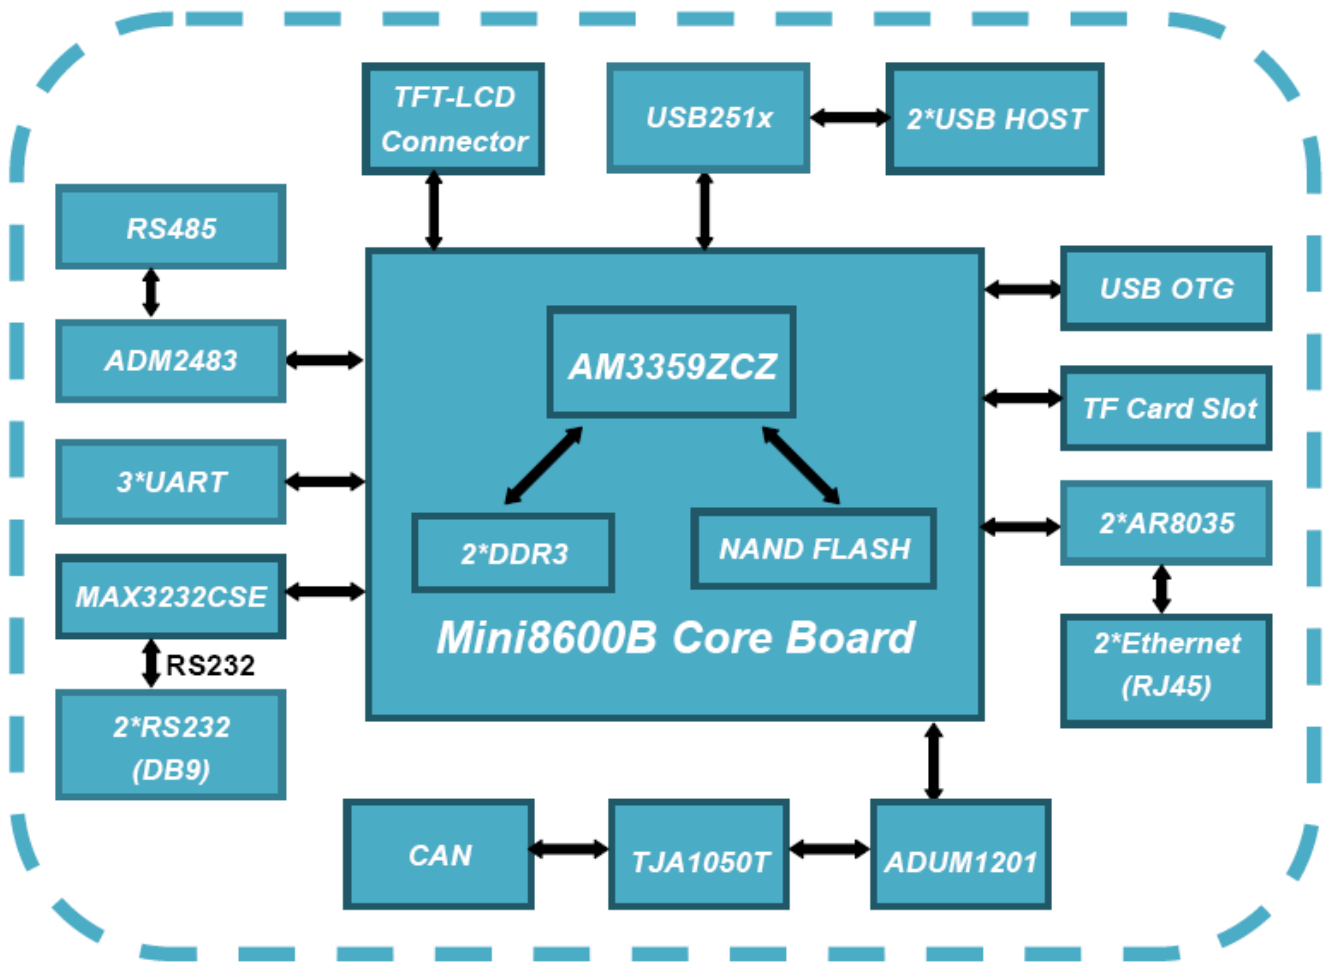 TFT-LCD
Connector
USB251x
2*USB HOST
RS485
ADM2483
3*UART
MAX3232CSE
RS232
2*RS232
(DB9)
AM3359ZCZ
2*DDR3
NAND FLASH
Mini8600B Core Board
USB OTG
TF Card Slot
2*AR8035
2*Ethernet
(RJ45)
CAN
TJA1050T
ADUM1201